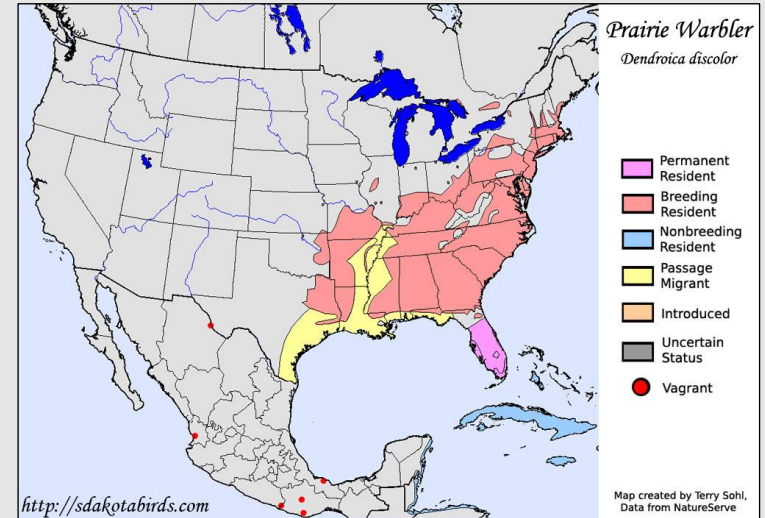 Prairie Warbler
Dendroica discolor
Permanent
Resident
Breeding
Resident
Nonbreeding
Resident
Passage
Migrant
Introduced
Uncertain
Status
Vagrant
http://sdakotabirds.com
Map created by Terry Sohl,
Data from NatureServe